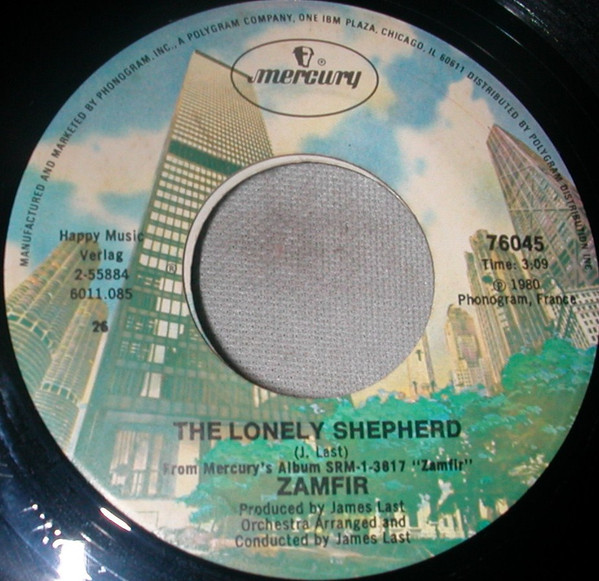 MANUFACTURED AND MARKETED BY PHONOGRAM, INC., A POLYGRAM COMPANY, ONE IBM PLAZA, CHICAGO, IL 60611 DISTRIBUTED BY POLYGRAM DISTRIBUTION INC
mercury ®
Happy Music
Verlag
2-55884
6011.085
26
76045
Time: 3,09
℗ 1980
Phonogram, France
THE LONELY SHEPHERD
(J. Last)
From Mercury's Album SRM-1-3817 "Zamfir"
ZAMFIR
Produced by James Last
Orchestra Arranged and
Conducted by James Last